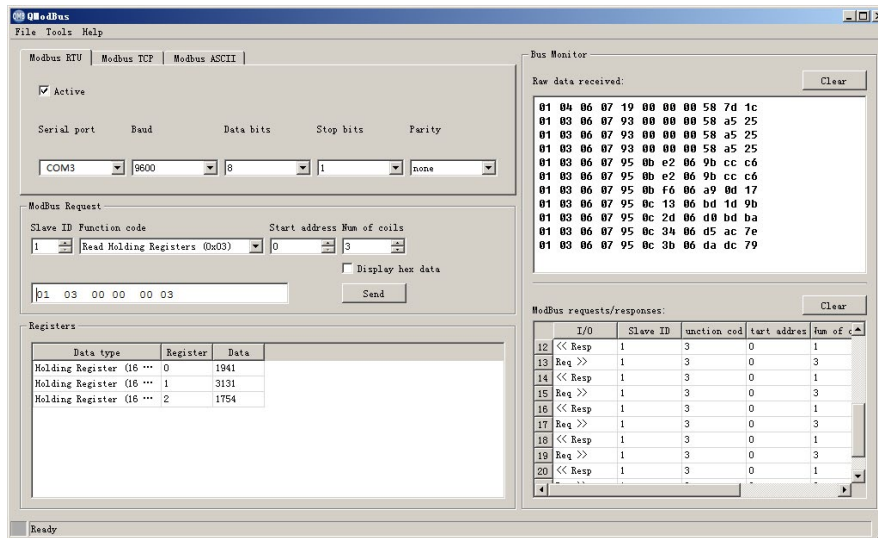 QModBus
File Tools Help
Modbus RTU Modbus TCP Modbus ASCII
Active
Serial port Baud Data bits Stop bits Parity
COM3 9600 8 1 none
ModBus Request
Slave ID Function code Start address Num of coils
1 Read Holding Registers (0x03) 0 3
Display hex data
01 03 00 00 00 03 Send
Registers
Data type Register Data
Holding Register (16 ... 0 1941
Holding Register (16 ... 1 3131
Holding Register (16 ... 2 1754
Bus Monitor
Raw data received: Clear
01 04 06 07 19 00 00 00 58 7d 1c
01 03 06 07 93 00 00 00 58 a5 25
01 03 06 07 93 00 00 00 58 a5 25
01 03 06 07 93 00 00 00 58 a5 25
01 03 06 07 95 0b e2 06 9b cc c6
01 03 06 07 95 0b e2 06 9b cc c6
01 03 06 07 95 0b f6 06 a9 0d 17
01 03 06 07 95 0c 13 06 bd 1d 9b
01 03 06 07 95 0c 2d 06 d0 bd ba
01 03 06 07 95 0c 34 06 d5 ac 7e
01 03 06 07 95 0c 3b 06 da dc 79
ModBus requests/responses: Clear
I/O Slave ID unction cod tart addres um of c
12 << Resp 1 3 0 1
13 Req >> 1 3 0 3
14 << Resp 1 3 0 1
15 Req >> 1 3 0 3
16 << Resp 1 3 0 1
17 Req >> 1 3 0 3
18 << Resp 1 3 0 1
19 Req >> 1 3 0 3
20 << Resp 1 3 0 1
Ready